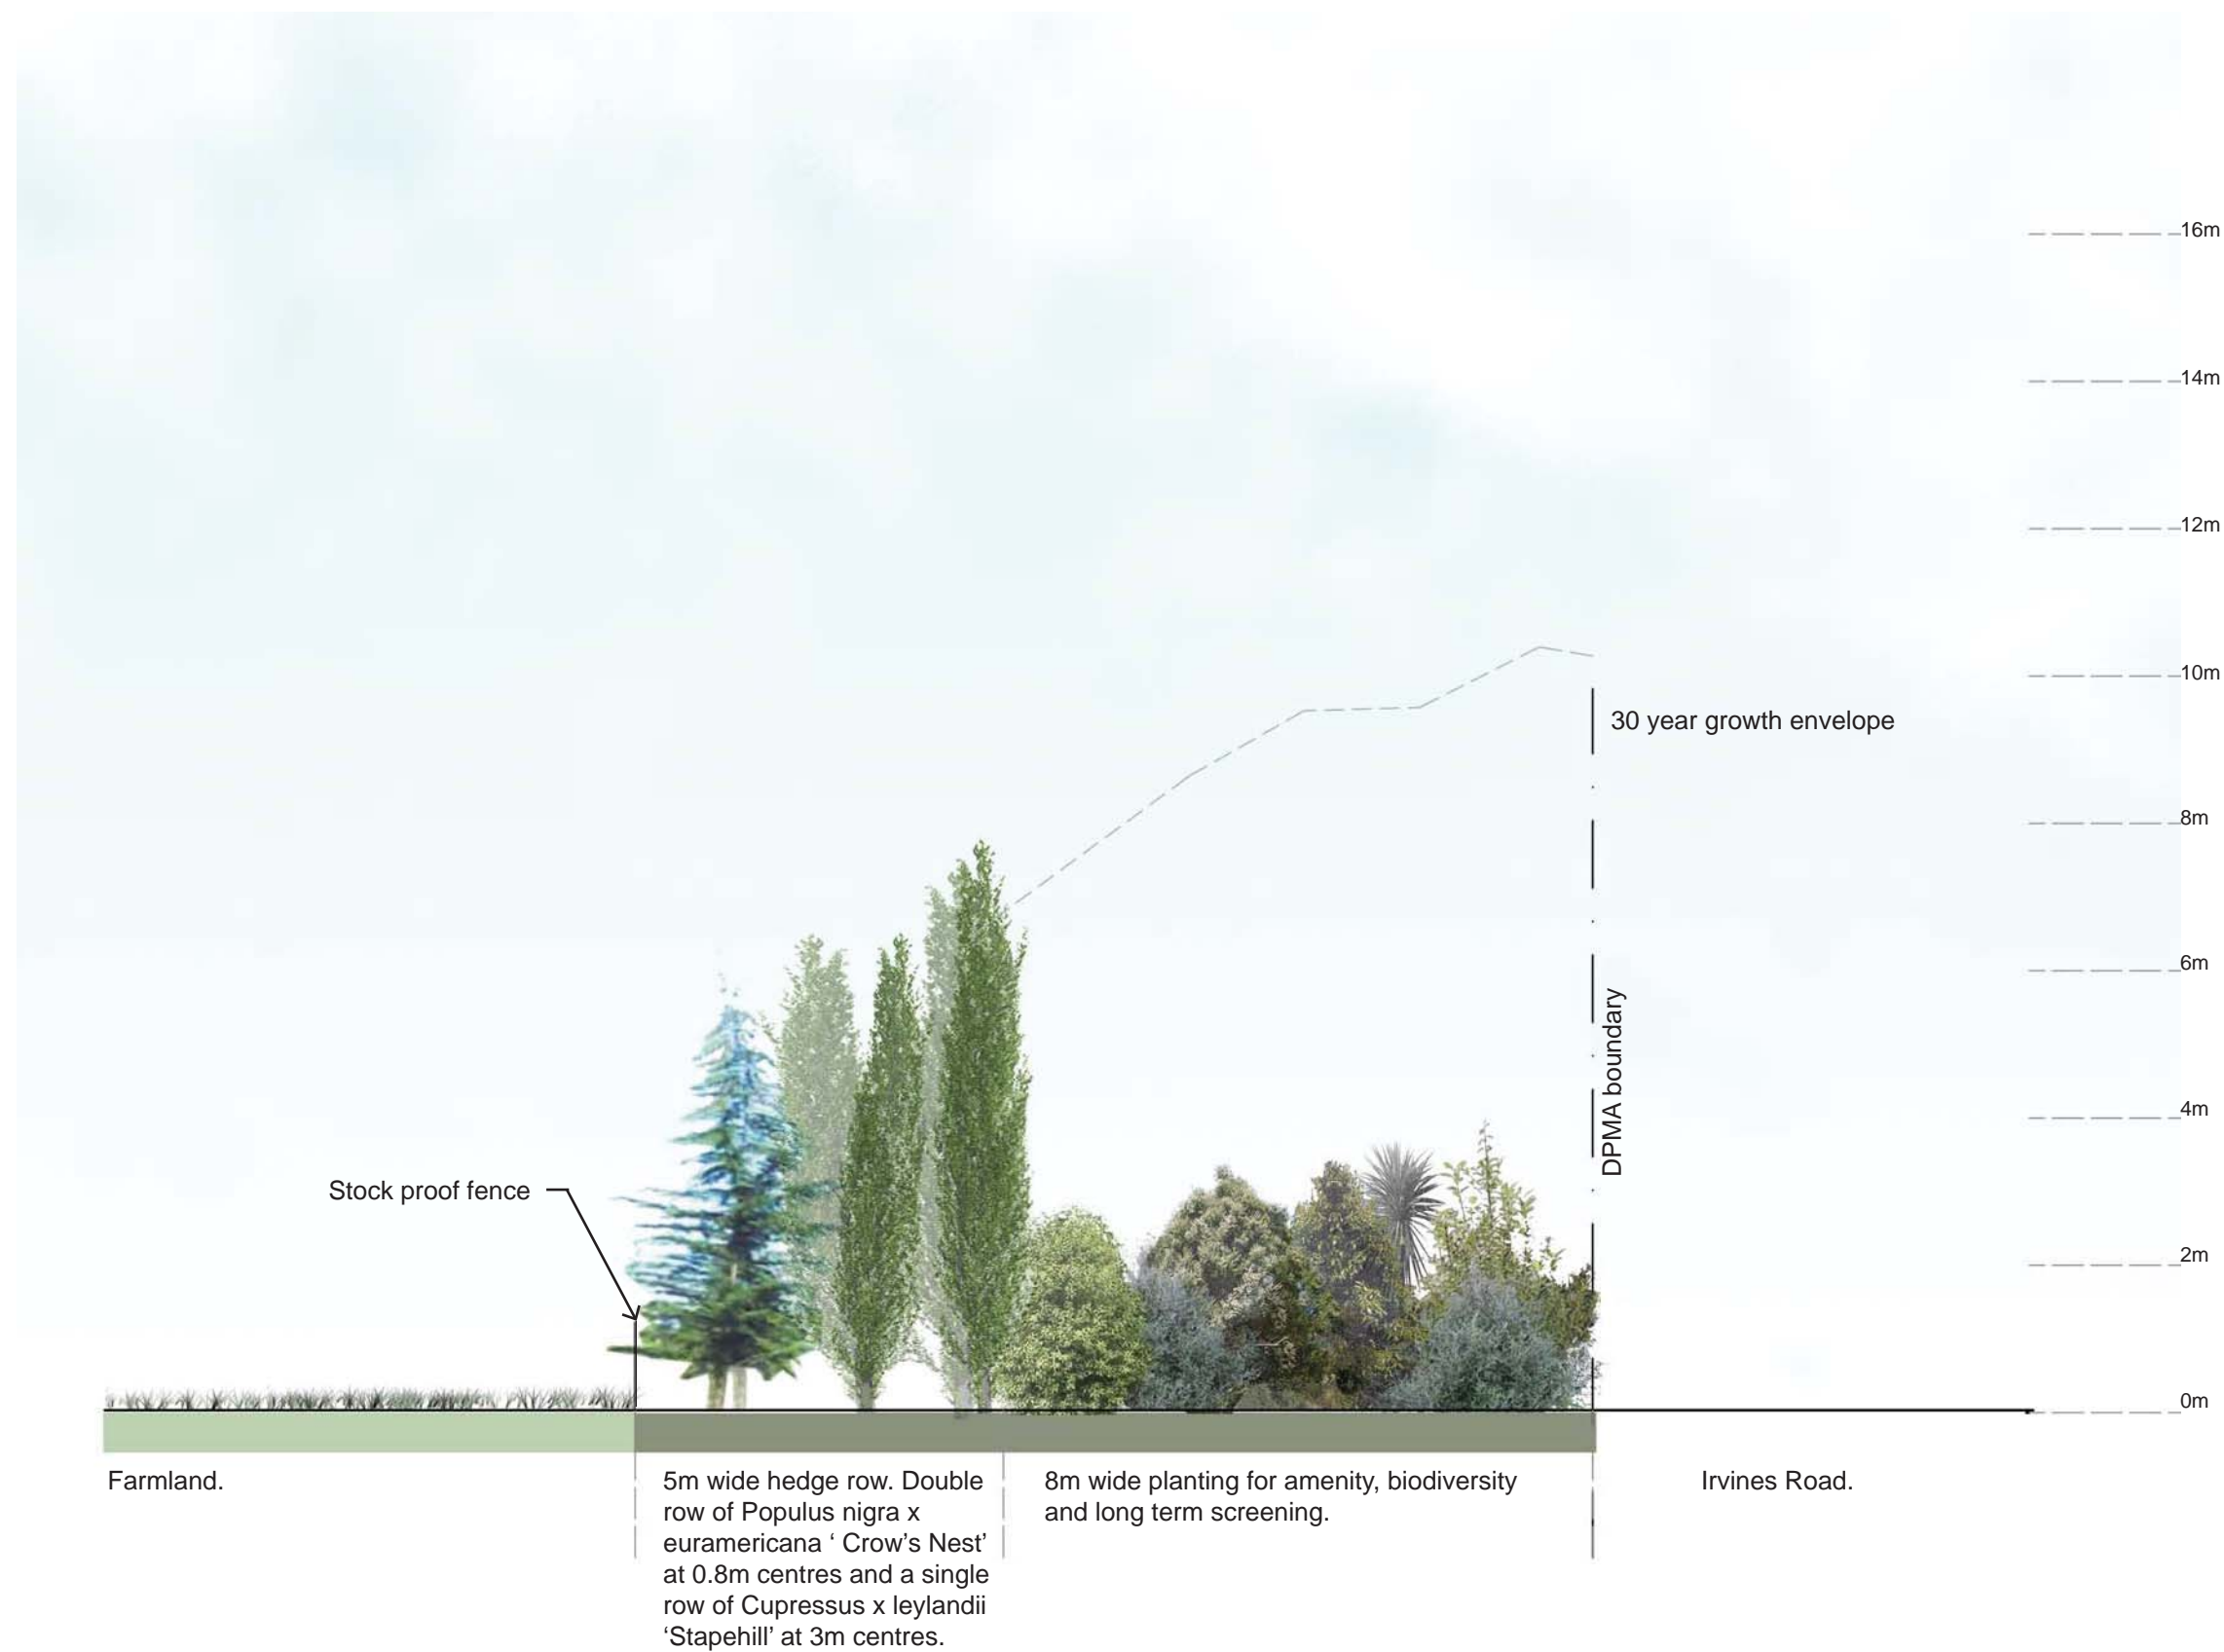 16m
14m
12m
10m
30 year growth envelope
8m
6m
DPMA boundary
4m
Stock proof fence
2m
0m
Farmland.
5m wide hedge row. Double
row of Populus nigra x
euramericana ‘ Crow’s Nest’
at 0.8m centres and a single
row of Cupressus x leylandii
‘Stapehill’ at 3m centres.
8m wide planting for amenity, biodiversity
and long term screening.
Irvines Road.